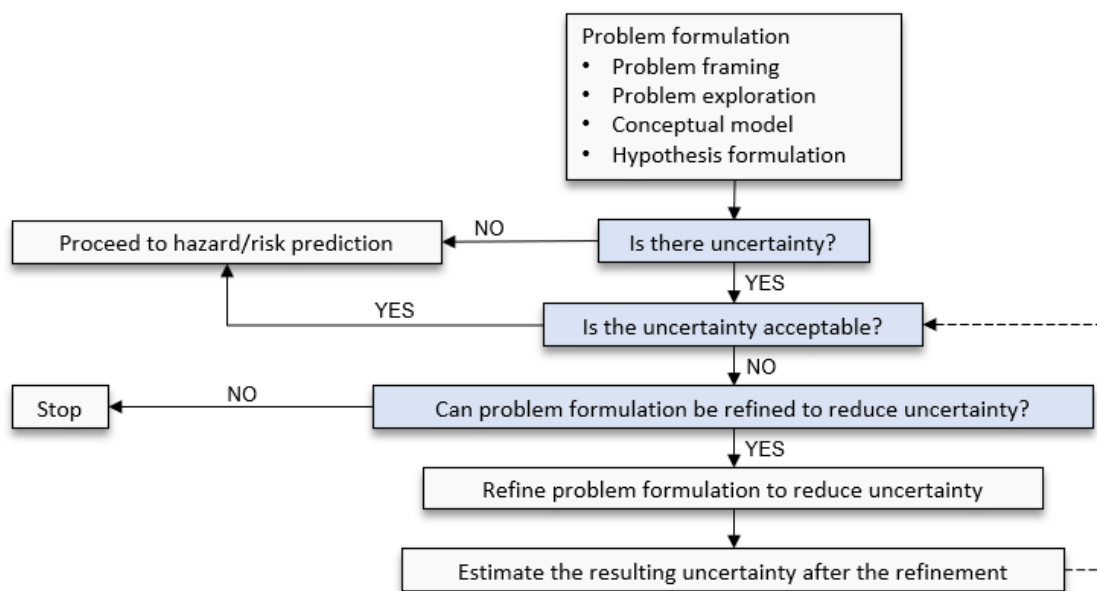 Problem formulation
• Problem framing
• Problem exploration
• Conceptual model
• Hypothesis formulation
NO
Proceed to hazard/risk prediction
Is there uncertainty?
YES
YES
Is the uncertainty acceptable?
NO
NO
Stop
Can problem formulation be refined to reduce uncertainty?
YES
Refine problem formulation to reduce uncertainty
Estimate the resulting uncertainty after the refinement